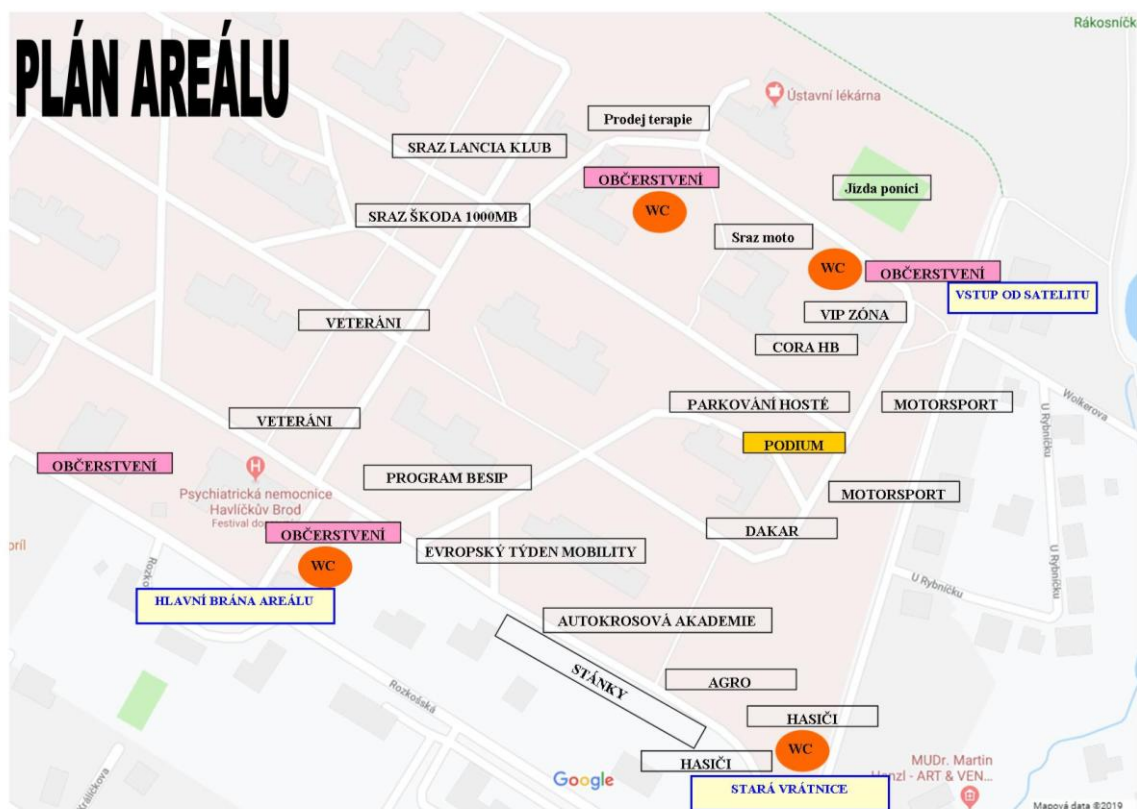 PLÁN AREÁLU
Rákosníčk
Ústavní lékárna
Prodej terapie
SRAZ LANCIA KLUB
OBČERSTVENÍ
WC
Jízda poníci
SRAZ ŠKODA 1000MB
Sraz moto
WC
OBČERSTVENÍ
VSTUP OD SATELITU
VETERÁNI
VIP ZÓNA
CORA HB
PARKOVÁNÍ HOSTÉ
MOTORSPORT
Wolkerova
U Rybníčku
VETERÁNI
PODIUM
OBČERSTVENÍ
PROGRAM BESIP
Psychiatrická nemocnice
Havlíčkův Brod
MOTORSPORT
OBČERSTVENÍ
DAKAR
EVROPSKÝ TÝDEN MOBILITY
WC
U Rybníčku
U Rybníčku
HLAVNÍ BRÁNA AREÁLU
AUTOKROSOVÁ AKADEMIE
STÁNKY
AGRO
Rozkošská
HASIČI
WC
HASIČI
STARÁ VRÁTNICE
Google
MUDr. Martin
ART & VEN...
Mapová data ©2019